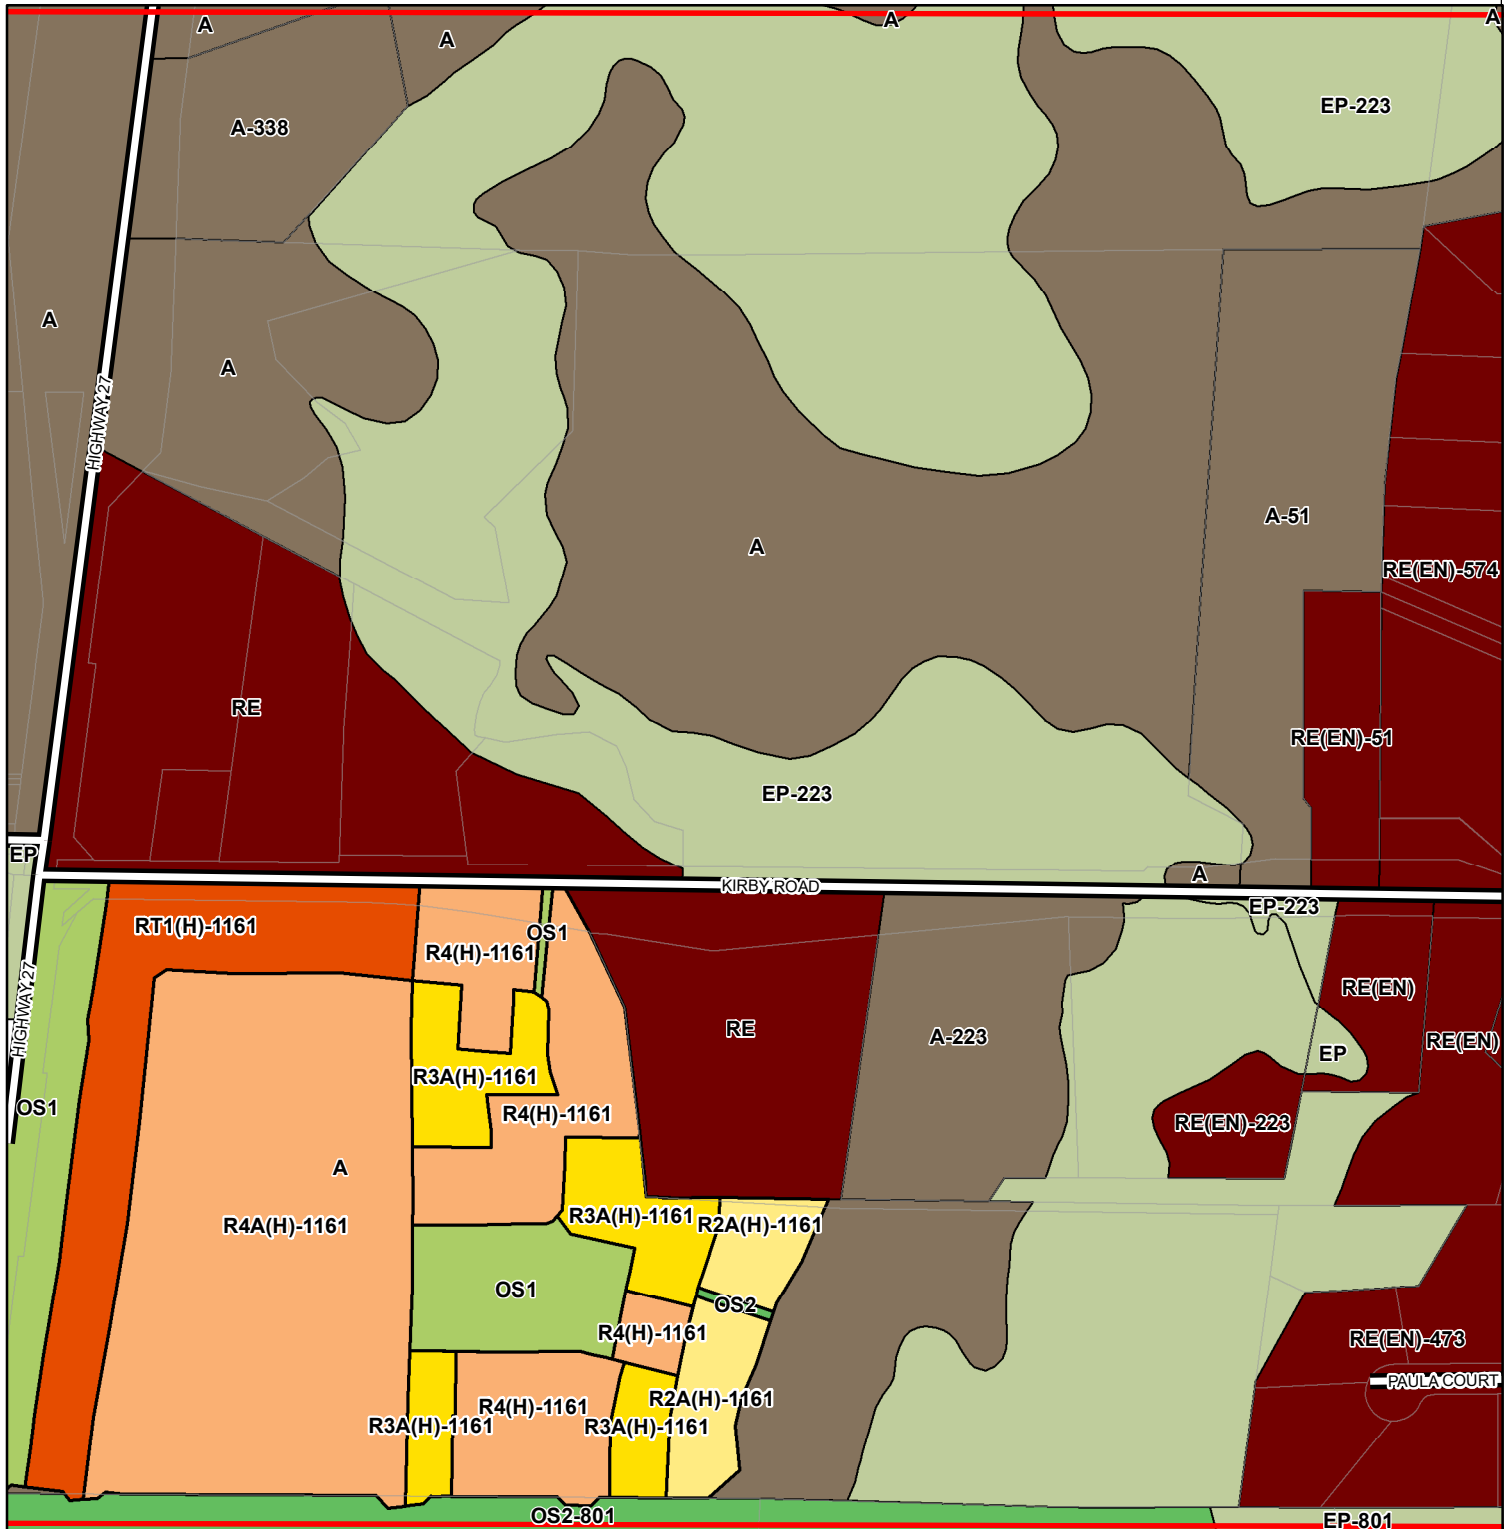 A
A
A
A
A-338
EP-223
A
A
HIGHWAY 27
A-51
A
RE(EN)-574
RE
RE(EN)-51
EP-223
EP
A
KIRBY ROAD
EP-223
RT1(H)-1161
OS1
R4(H)-1161
RE(EN)
HIGHWAY 27
RE
A-223
RE(EN)
EP
R3A(H)-1161
OS1
R4(H)-1161
RE(EN)-223
A
R3A(H)-1161
R2A(H)-1161
R4A(H)-1161
OS1
OS2
R4(H)-1161
RE(EN)-473
PAULA COURT
R2A(H)-1161
R4(H)-1161
R3A(H)-1161
R3A(H)-1161
OS2-801
EP-801